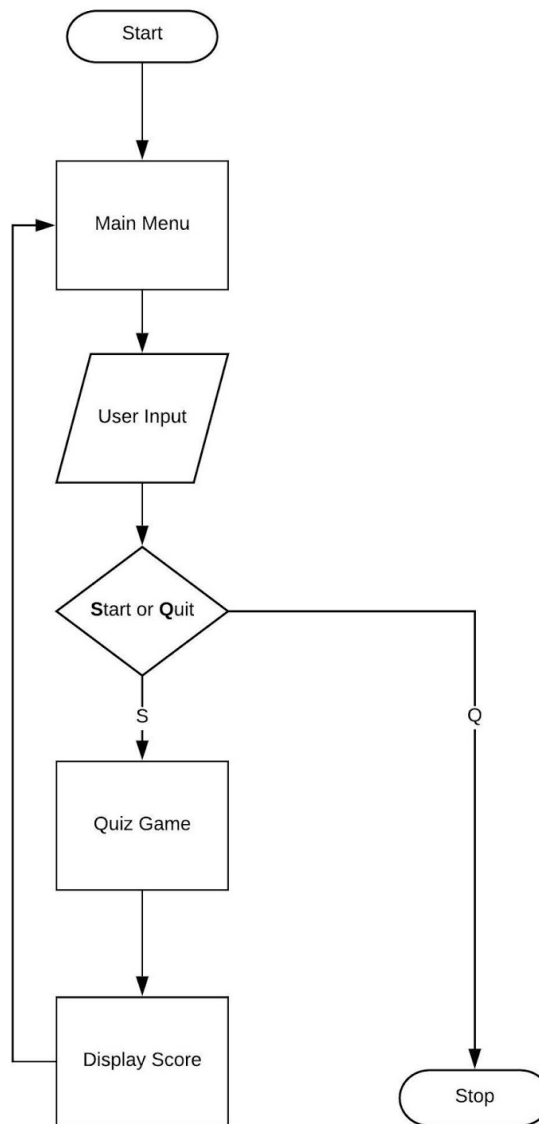 Start
Main Menu
User Input
Start or Quit
S
Q
Quiz Game
Display Score
Stop